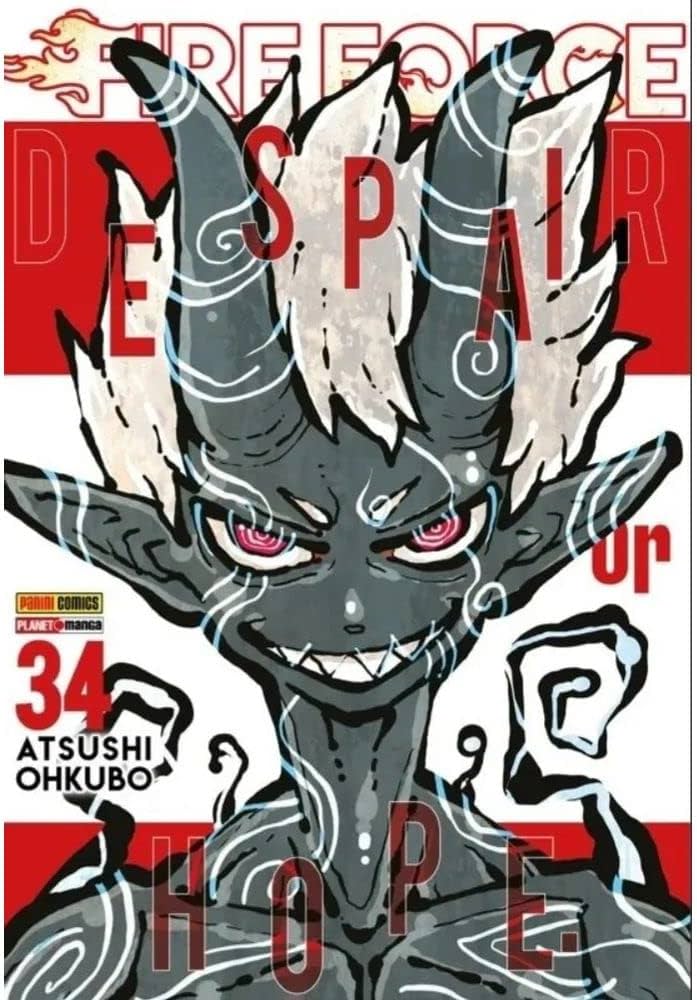 FIRE FORCE
DESPAIR
or
PANINI COMICS
PLANET manga
34
ATSUSHI
OHKUBO
HOPE.